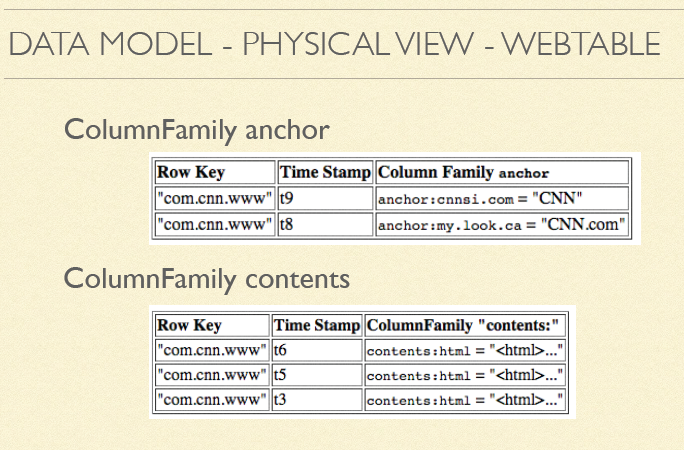 DATA MODEL - PHYSICAL VIEW - WEBTABLE
ColumnFamily anchor
Row Key Time Stamp Column Family anchor
"com.cnn.www" t9 anchor:cnnsi.com = "CNN"
"com.cnn.www" t8 anchor:my.look.ca = "CNN.com"
ColumnFamily contents
Row Key Time Stamp ColumnFamily "contents:"
"com.cnn.www" t6 contents:html = "<html>..."
"com.cnn.www" t5 contents:html = "<html>..."
"com.cnn.www" t3 contents:html = "<html>..."